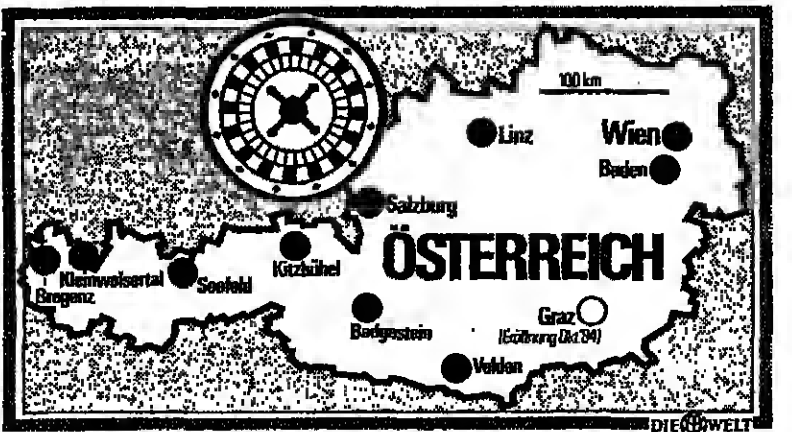 100 km
Linz
Wien
Baden
Salzburg
ÖSTERREICH
Kitzbühel
Kleinwalsertal
Seefeld
Bregenz
Badgastein
Graz
(Eröffnung Okt. '84)
Velden
DIE WELT